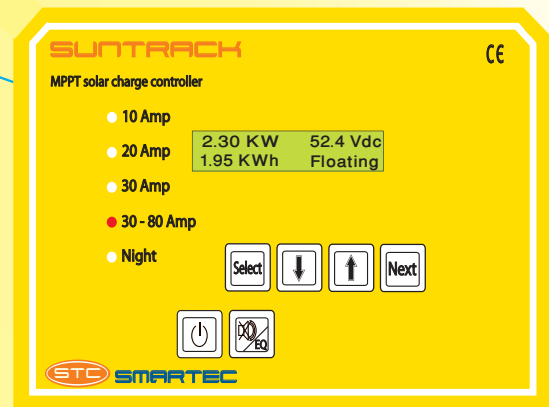 SUNTRACK
CE
MPPT solar charge controller
10 Amp
20 Amp
30 Amp
30 - 80 Amp
Night
2.30 KW 52.4 Vdc
1.95 KWh Floating
Select
Next
EQ
STC SMARTEC